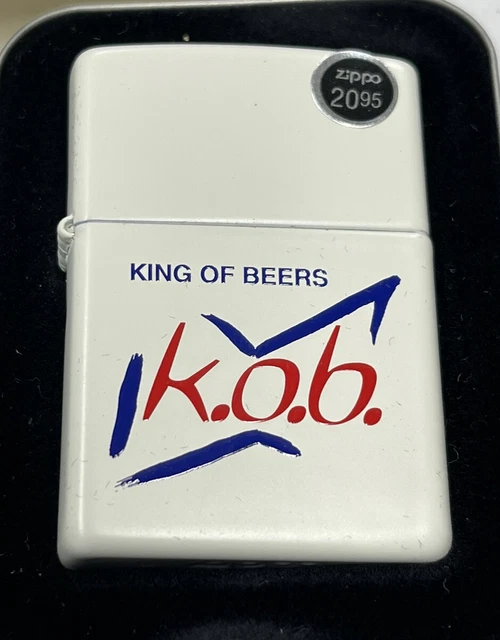 zippo
2095
KING OF BEERS
k.o.b.